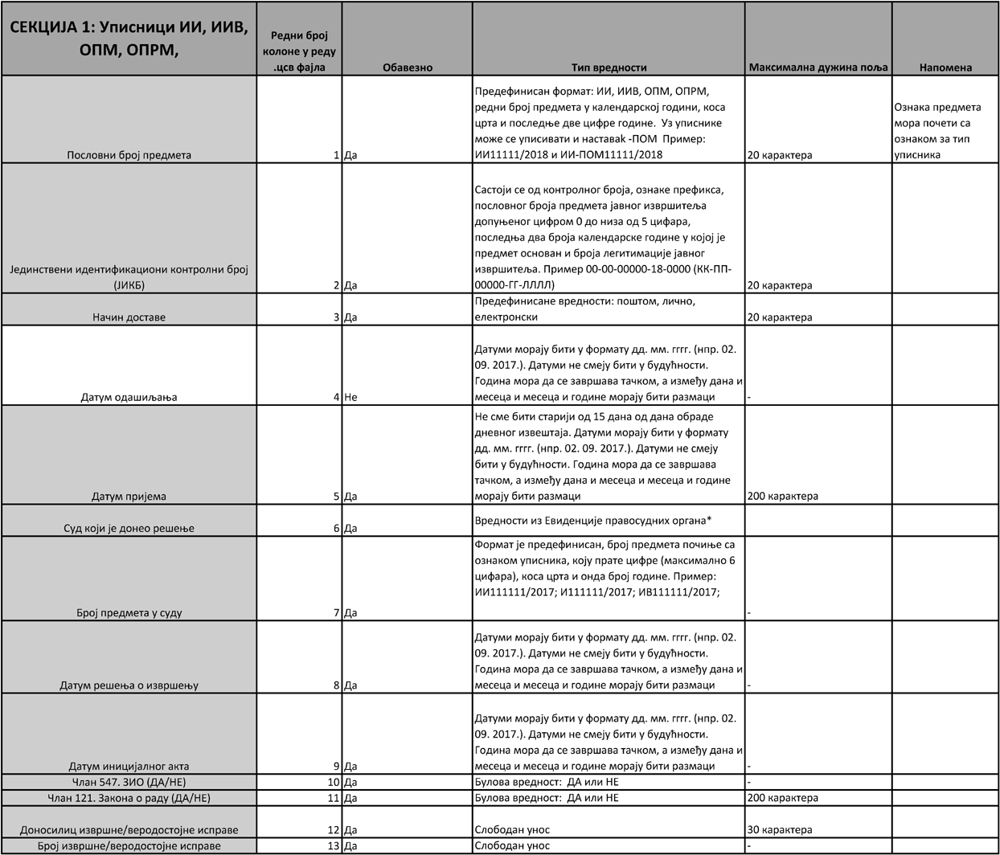 СЕКЦИЈА 1: Уписници ИИ, ИИВ,
ОПМ, ОПРМ,
Редни број
колоне у реду
.цсв фајла
Обавезно
Тип вредности
Максимална дужина поља
Напомена
Пословни број предмета
1
Да
Предефинисан формат: ИИ, ИИВ, ОПМ, ОПРМ,
редни број предмета у календарској години, коса
црта и последње две цифре године.  Уз уписнике
може се уписивати и наставак -ПОМ  Пример:
ИИ11111/2018 и ИИ-ПОМ11111/2018
20 карактера
Ознака предмета
мора почети са
ознаком за тип
уписника
Јединствени идентификациони контролни број
(ЈИКБ)
2
Да
Састоји се од контролног броја, ознаке префикса,
пословног броја предмета јавног извршитеља
допуњеног цифром 0 до низа од 5 цифара,
последња два броја календарске године у којој је
предмет основан и броја легитимације јавног
извршитеља. Пример 00-00-00000-18-0000 (КК-ПП-
00000-ГГ-ЛЛЛЛ)
20 карактера
Начин доставе
3
Да
Предефинисане вредности: поштом, лично,
електронски
20 карактера
Датум одашиљања
4
Не
Датуми морају бити у формату дд. мм. гггг. (нпр. 02.
09. 2017.). Датуми не смеју бити у будућности.
Година мора да се завршава тачком, а између дана и
месеца и месеца и године морају бити размаци
-
Датум пријема
5
Да
Не сме бити старији од 15 дана од дана обраде
дневног извештаја. Датуми морају бити у формату
дд. мм. гггг. (нпр. 02. 09. 2017.). Датуми не смеју
бити у будућности. Година мора да се завршава
тачком, а између дана и месеца и месеца и године
морају бити размаци
200 карактера
Суд који је донео решење
6
Да
Вредности из Евиденције правосудних органа*
Број предмета у суду
7
Да
Формат је предефинисан, број предмета почиње са
ознаком уписника, коју прате цифре (максимално 6
цифара), коса црта и онда број године. Пример:
ИИ111111/2017; И111111/2017; ИВ111111/2017;
-
Датум решења о извршењу
8
Да
Датуми морају бити у формату дд. мм. гггг. (нпр. 02.
09. 2017.). Датуми не смеју бити у будућности.
Година мора да се завршава тачком, а између дана и
месеца и месеца и године морају бити размаци
-
Датум иницијалног акта
9
Да
Датуми морају бити у формату дд. мм. гггг. (нпр. 02.
09. 2017.). Датуми не смеју бити у будућности.
Година мора да се завршава тачком, а између дана и
месеца и месеца и године морају бити размаци
-
Члан 547. ЗИО (ДА/НЕ)
10
Да
Булова вредност:  ДА или НЕ
-
Члан 121. Закона о раду (ДА/НЕ)
11
Да
Булова вредност:  ДА или НЕ
200 карактера
Доносилиц извршне/веродостојне исправе
12
Да
Слободан унос
30 карактера
Број извршне/веродостојне исправе
13
Да
Слободан унос
-